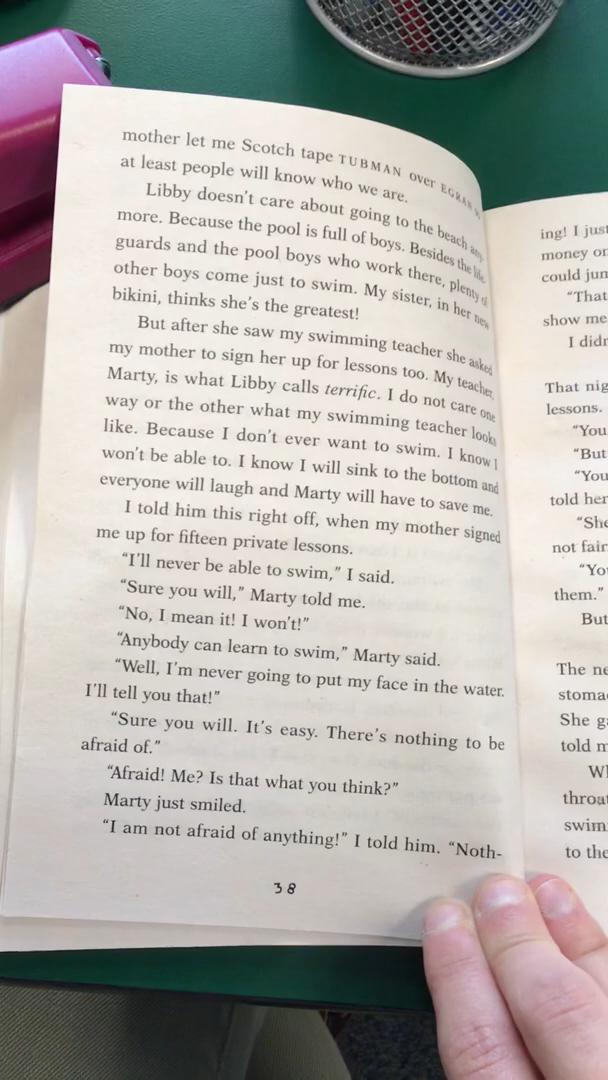 mother let me Scotch tape TUBMAN over EGRAN
at least people will know who we are.
Libby doesn't care about going to the beach any-
more. Because the pool is full of boys. Besides the life-
guards and the pool boys who work there, plenty of
other boys come just to swim. My sister, in her new
bikini, thinks she's the greatest!
But after she saw my swimming teacher she asked
my mother to sign her up for lessons too. My teacher,
Marty, is what Libby calls terrific. I do not care one
way or the other what my swimming teacher looks
like. Because I don't ever want to swim. I know I
won't be able to. I know I will sink to the bottom and
everyone will laugh and Marty will have to save me.
I told him this right off, when my mother signed
me up for fifteen private lessons.
"I'll never be able to swim," I said.
"Sure you will," Marty told me.
"No, I mean it! I won't!"
"Anybody can learn to swim," Marty said.
"Well, I'm never going to put my face in the water.
I'll tell you that!"
"Sure you will. It's easy. There's nothing to be
afraid of."
"Afraid! Me? Is that what you think?"
Marty just smiled.
"I am not afraid of anything!" I told him. "Noth-
38
ing! I just
money on
could jum
"That
show me
I didn
That nig
lessons.
"You
"But
"You
told her
"She
not fair
"Yo
them."
But
The ne
stoma
She ga
told m
Wh
throat
swim
to the